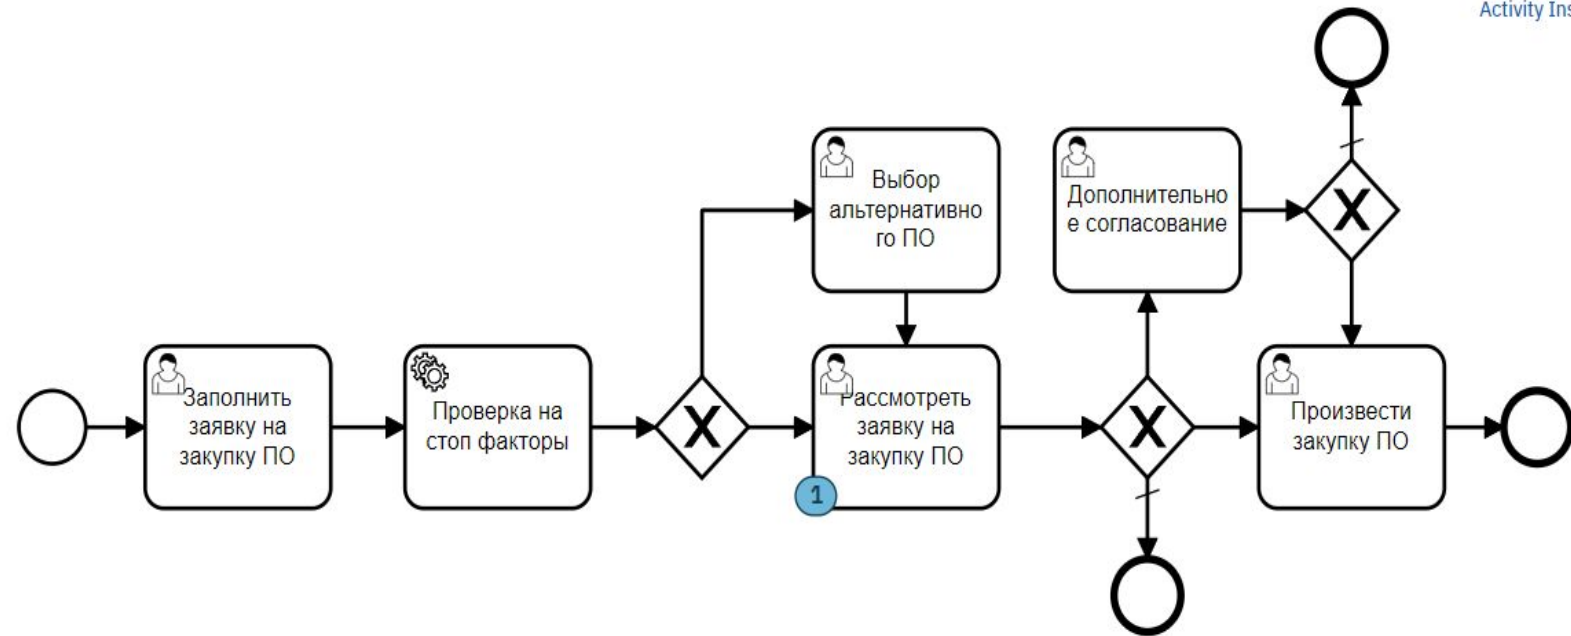 Activity Ins
Выбор
альтернативно
го ПО
Дополнительно
е согласование
Заполнить
заявку на
закупку ПО
Проверка на
стоп факторы
X
Рассмотреть
заявку на
закупку ПО
1
X
X
Произвести
закупку ПО